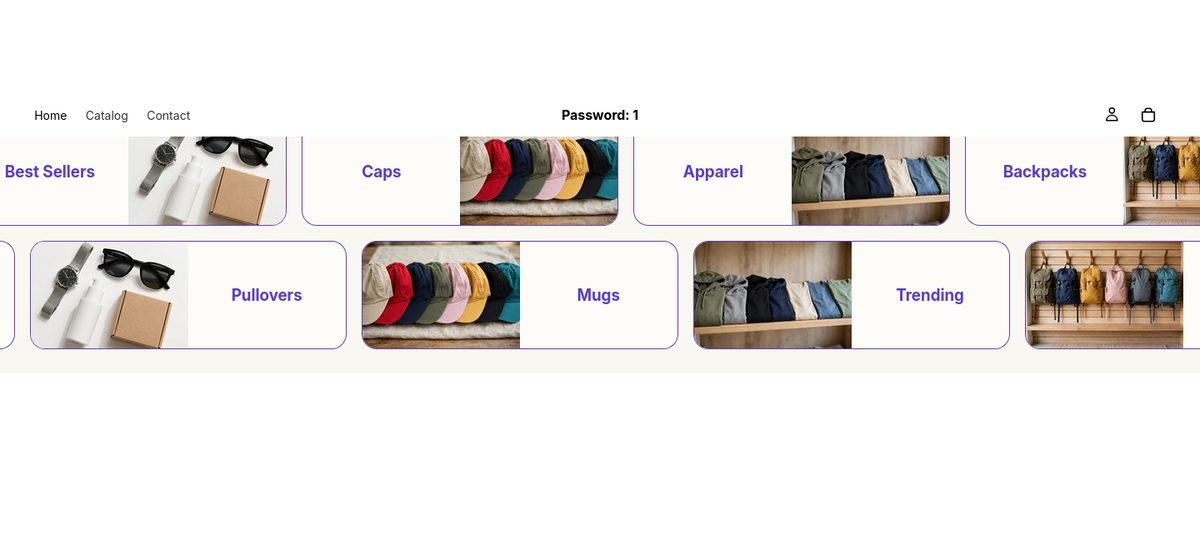 Home Catalog Contact Password: 1
Best Sellers Caps Apparel Backpacks
Pullovers Mugs Trending